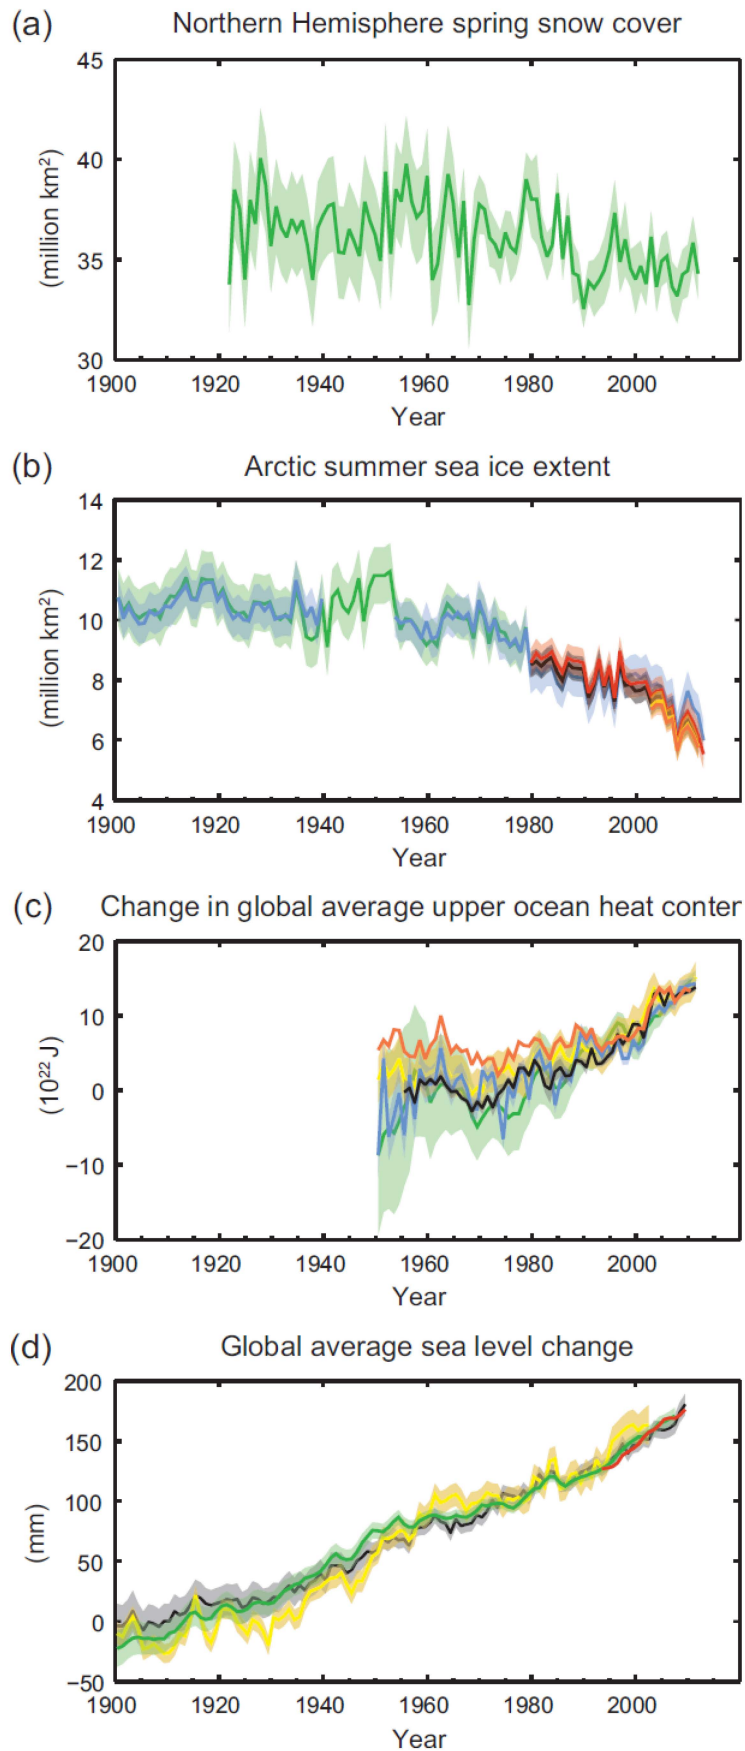 (a) Northern Hemisphere spring snow cover
45
40
35
30
(million km²)
1900 1920 1940 1960 1980 2000
Year
(b) Arctic summer sea ice extent
14
12
10
8
6
4
(million km²)
1900 1920 1940 1960 1980 2000
Year
(c) Change in global average upper ocean heat conter
20
10
0
−10
−20
(10²² J)
1900 1920 1940 1960 1980 2000
Year
(d) Global average sea level change
200
150
100
50
0
−50
(mm)
1900 1920 1940 1960 1980 2000
Year